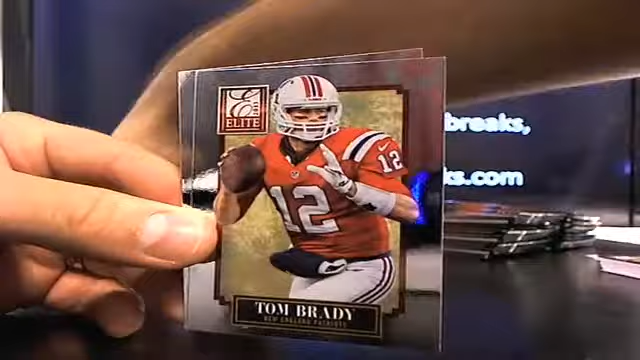 breaks,
ks.com
ELITE
12
12
TOM BRADY
NEW ENGLAND PATRIOTS